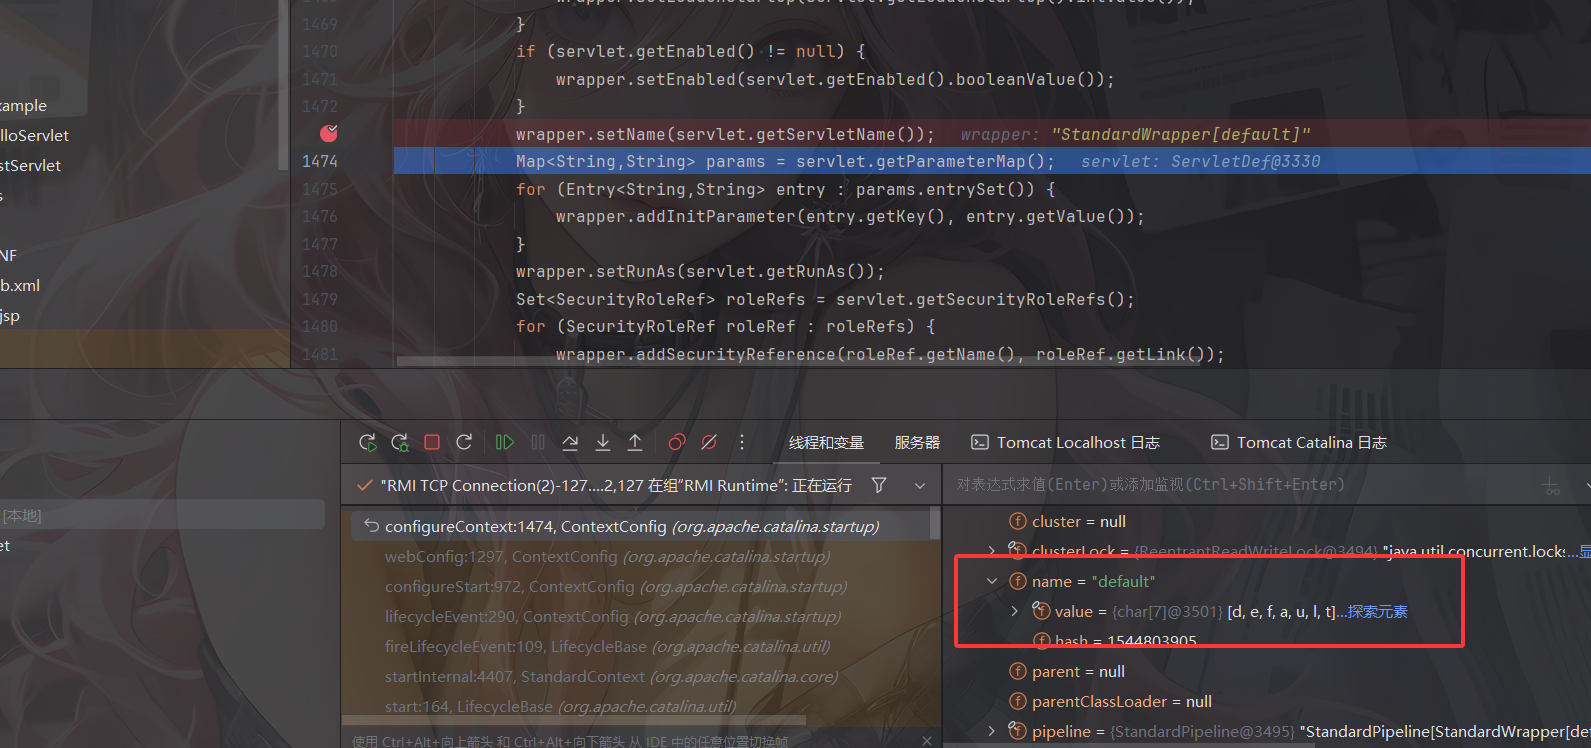 1469 }
1470 if (servlet.getEnabled() != null) {
1471 wrapper.setEnabled(servlet.getEnabled().booleanValue());
1472 }
wrapper.setName(servlet.getServletName()); wrapper: "StandardWrapper[default]"
1474 Map<String,String> params = servlet.getParameterMap(); servlet: ServletDef@3330
1475 for (Entry<String,String> entry : params.entrySet()) {
1476 wrapper.addInitParameter(entry.getKey(), entry.getValue());
1477 }
1478 wrapper.setRunAs(servlet.getRunAs());
1479 Set<SecurityRoleRef> roleRefs = servlet.getSecurityRoleRefs();
1480 for (SecurityRoleRef roleRef : roleRefs) {
1481 wrapper.addSecurityReference(roleRef.getName(), roleRef.getLink());
xample
lloServlet
stServlet
s
NF
b.xml
jsp
[本地]
et
线程和变量 服务器 Tomcat Localhost 日志 Tomcat Catalina 日志
"RMI TCP Connection(2)-127....2,127 在组“RMI Runtime”: 正在运行
configureContext:1474, ContextConfig (org.apache.catalina.startup)
webConfig:1297, ContextConfig (org.apache.catalina.startup)
configureStart:972, ContextConfig (org.apache.catalina.startup)
lifecycleEvent:290, ContextConfig (org.apache.catalina.startup)
fireLifecycleEvent:109, LifecycleBase (org.apache.catalina.util)
startInternal:4407, StandardContext (org.apache.catalina.core)
start:164, LifecycleBase (org.apache.catalina.util)
使用 Ctrl+Alt+向上箭头 和 Ctrl+Alt+向下箭头 从 IDE 中的任意位置切换帧
对表达式求值(Enter)或添加监视(Ctrl+Shift+Enter)
cluster = null
clusterLock = {ReentrantReadWriteLock@3494} "java.util.concurrent.locks...显
name = "default"
value = {char[7]@3501} [d, e, f, a, u, l, t]...探索元素
hash = 1544803905
parent = null
parentClassLoader = null
pipeline = {StandardPipeline@3495} "StandardPipeline[StandardWrapper[de